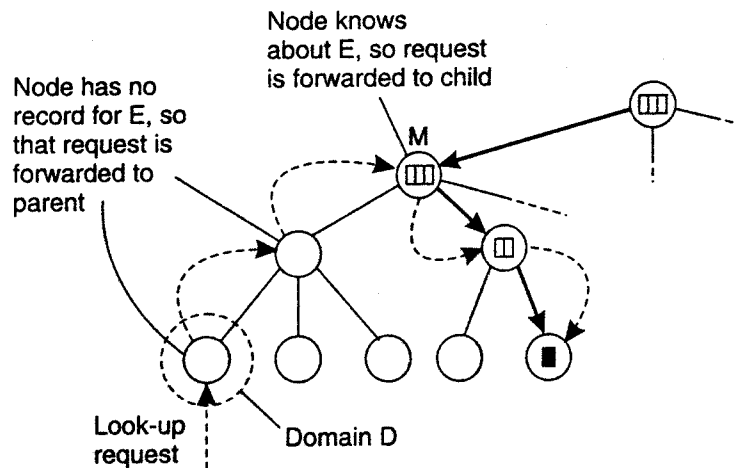 Node knows
about E, so request
is forwarded to child
Node has no
record for E, so
that request is
forwarded to
parent
M
Look-up
request
Domain D